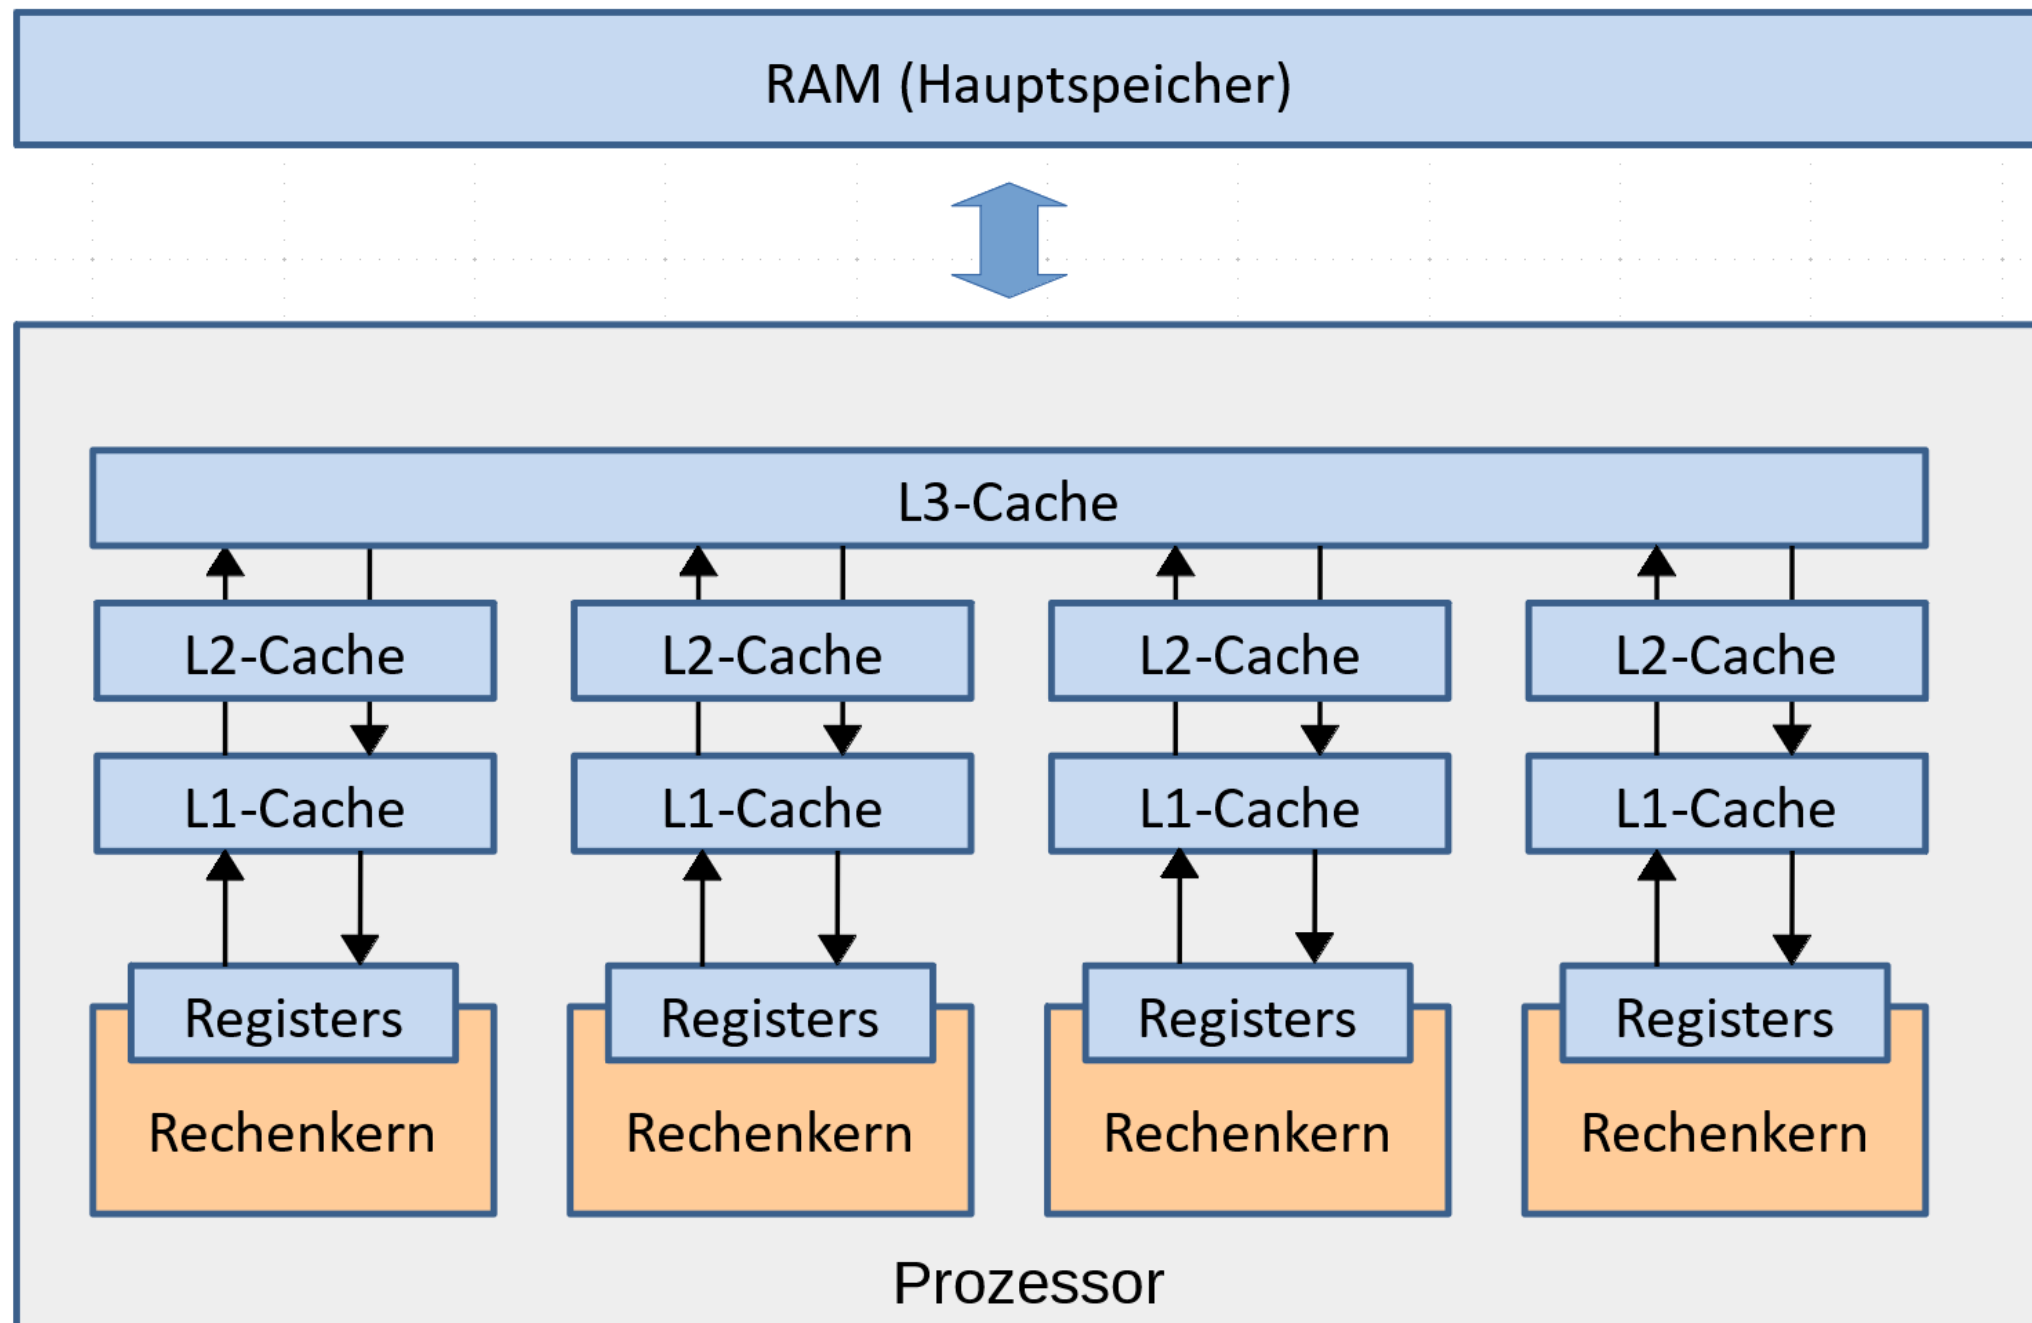 RAM (Hauptspeicher)
L3-Cache
L2-Cache
L2-Cache
L2-Cache
L2-Cache
L1-Cache
L1-Cache
L1-Cache
L1-Cache
Registers
Registers
Registers
Registers
Rechenkern
Rechenkern
Rechenkern
Rechenkern
Prozessor